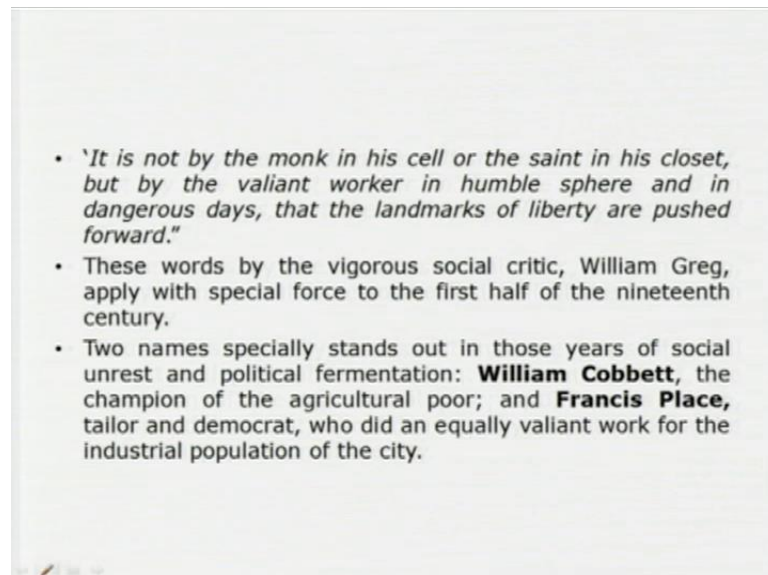 • ‘It is not by the monk in his cell or the saint in his closet,
but by the valiant worker in humble sphere and in
dangerous days, that the landmarks of liberty are pushed
forward.”
• These words by the vigorous social critic, William Greg,
apply with special force to the first half of the nineteenth
century.
• Two names specially stands out in those years of social
unrest and political fermentation: William Cobbett, the
champion of the agricultural poor; and Francis Place,
tailor and democrat, who did an equally valiant work for the
industrial population of the city.